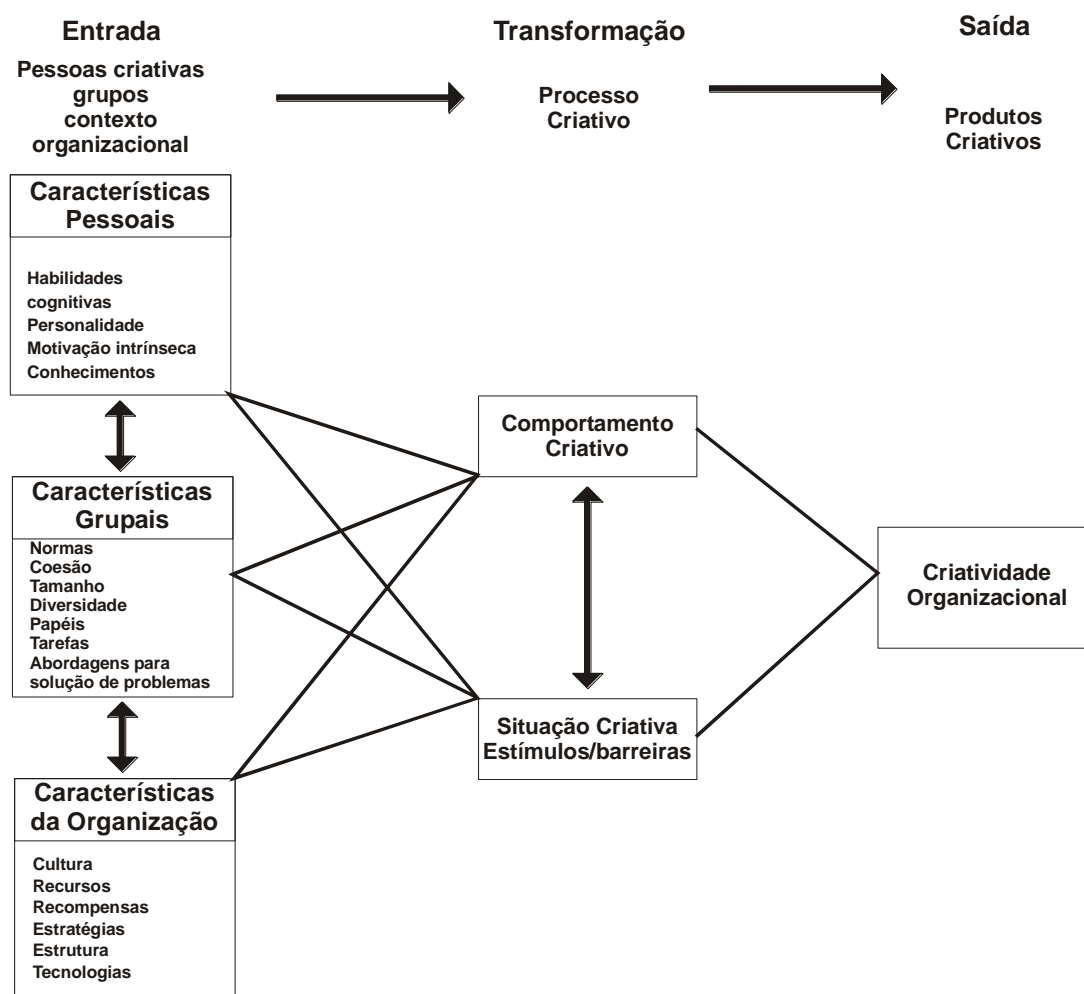 Entrada
Transformação
Saída
Pessoas criativas
grupos
contexto
organizacional
Processo
Criativo
Produtos
Criativos
Características
Pessoais
Habilidades
cognitivas
Personalidade
Motivação intrínseca
Conhecimentos
Características
Grupais
Normas
Coesão
Tamanho
Diversidade
Papéis
Tarefas
Abordagens para
solução de problemas
Características
da Organização
Cultura
Recursos
Recompensas
Estratégias
Estrutura
Tecnologias
Comportamento
Criativo
Situação Criativa
Estímulos/barreiras
Criatividade
Organizacional